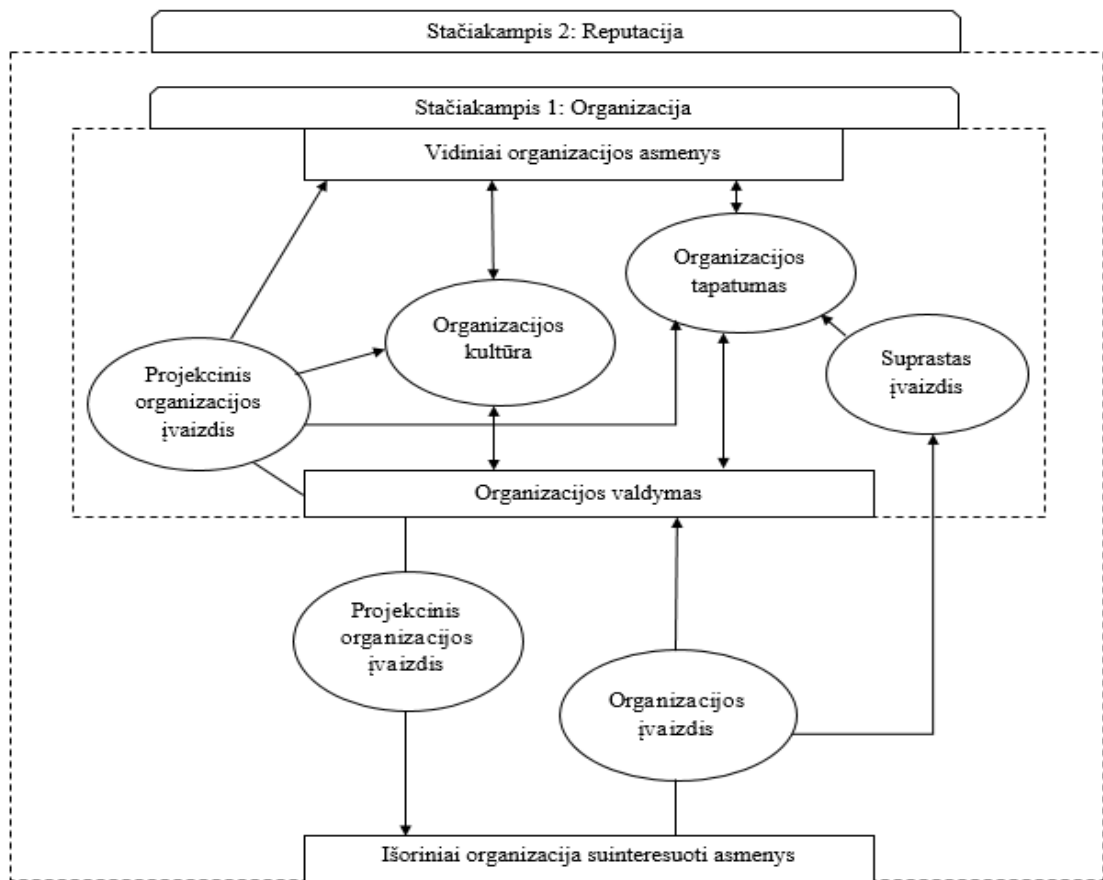 Stačiakampis 2: Reputacija
Stačiakampis 1: Organizacija
Vidiniai organizacijos asmenys
Organizacijos
tapatumas
Organizacijos
kultūra
Suprastas
įvaizdis
Projekcinis
organizacijos
įvaizdis
Organizacijos valdymas
Projekcinis
organizacijos
įvaizdis
Organizacijos
įvaizdis
Išoriniai organizacija suinteresuoti asmenys